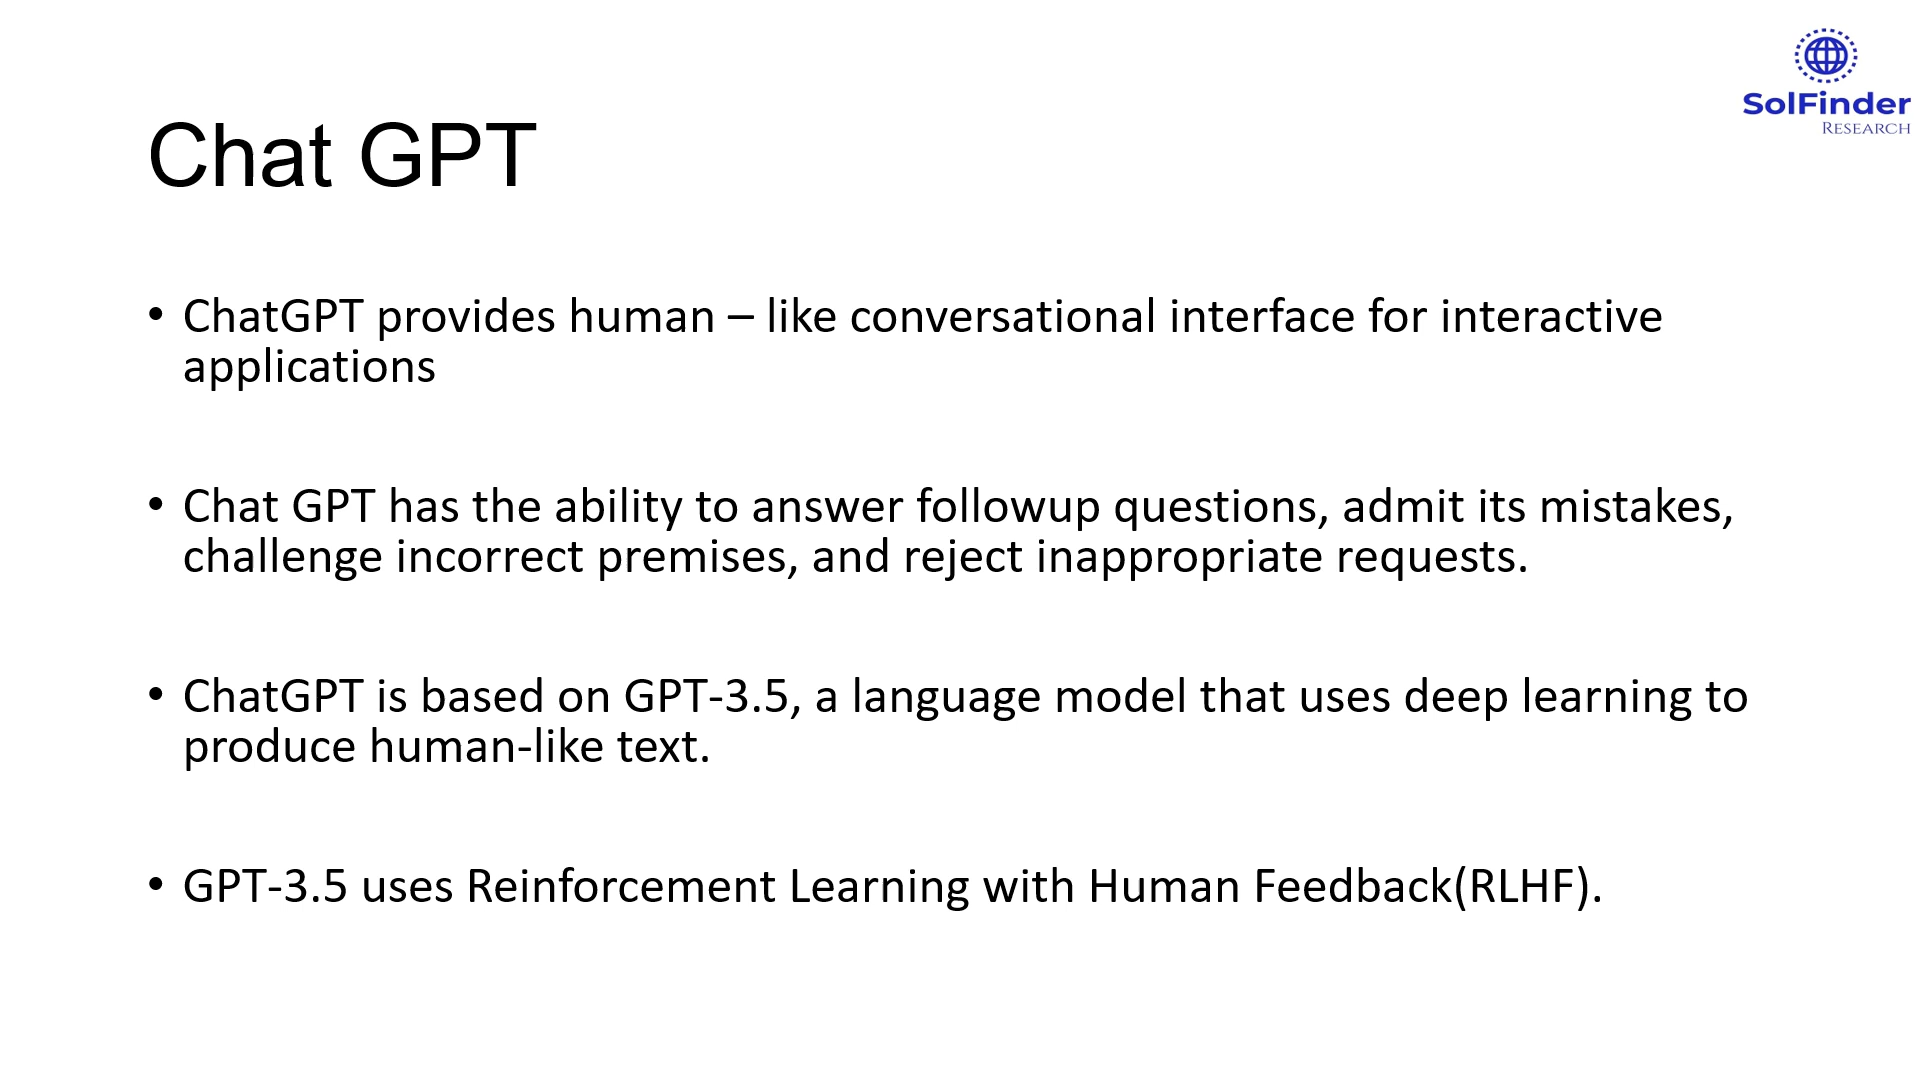 SolFinder
RESEARCH
Chat GPT
• ChatGPT provides human – like conversational interface for interactive
applications
• Chat GPT has the ability to answer followup questions, admit its mistakes,
challenge incorrect premises, and reject inappropriate requests.
• ChatGPT is based on GPT-3.5, a language model that uses deep learning to
produce human-like text.
• GPT-3.5 uses Reinforcement Learning with Human Feedback(RLHF).